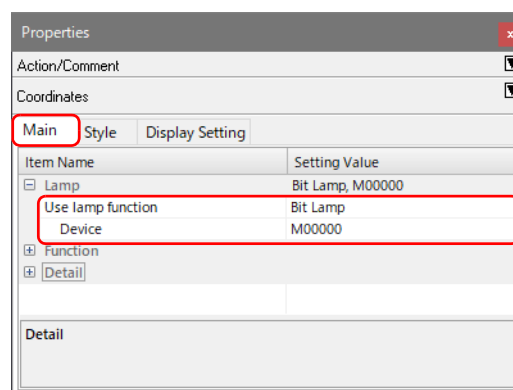 Properties x
Action/Comment
Coordinates
Main Style Display Setting
Item Name Setting Value
Lamp Bit Lamp, M00000
Use lamp function Bit Lamp
Device M00000
Function
Detail
Detail